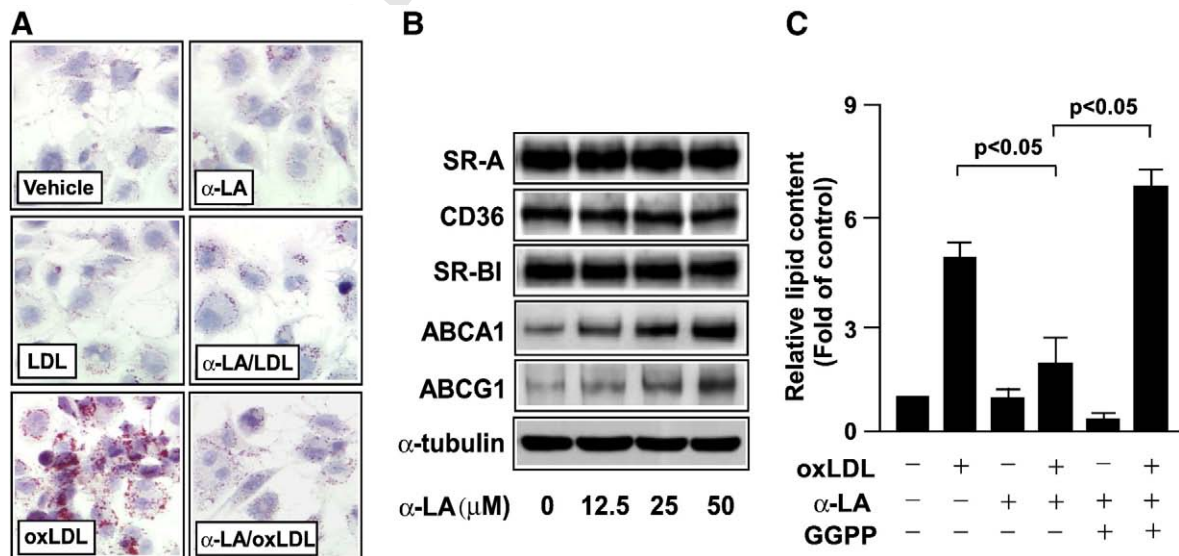 A
Vehicle
α-LA
LDL
α-LA/LDL
oxLDL
α-LA/oxLDL
B
SR-A
CD36
SR-BI
ABCA1
ABCG1
α-tubulin
α-LA (μM) 0 12.5 25 50
C
Relative lipid content
(Fold of control)
9
6
3
0
p<0.05
p<0.05
oxLDL − + − + − +
α-LA − − + + + +
GGPP + +